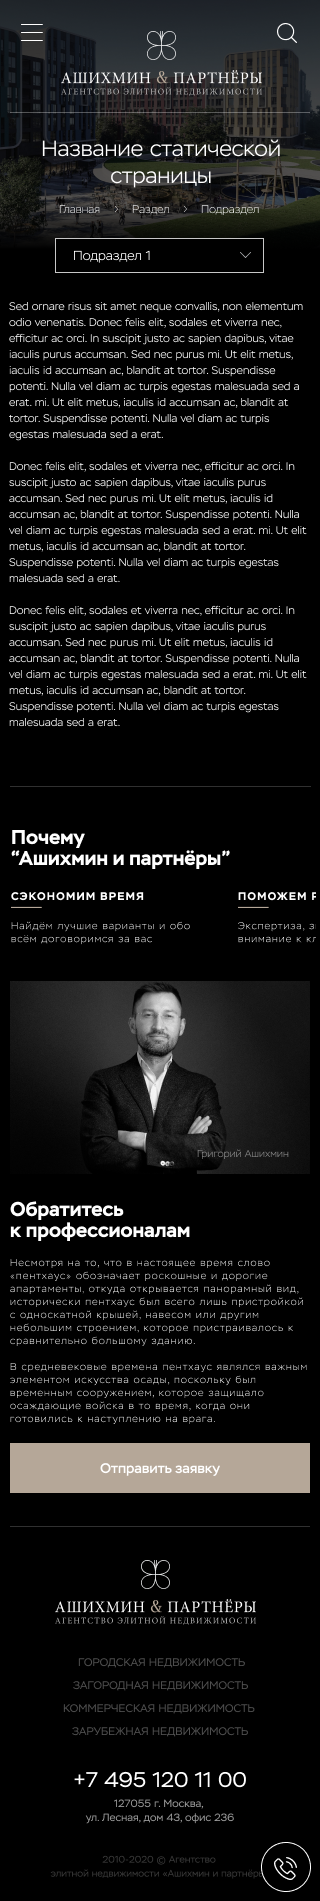 АШИХМИН & ПАРТНЁРЫ
АГЕНТСТВО ЭЛИТНОЙ НЕДВИЖИМОСТИ
Название статической
страницы
Главная > Раздел > Подраздел
Подраздел 1
Sed ornare risus sit amet neque convallis, non elementum
odio venenatis. Donec felis elit, sodales et viverra nec,
efficitur ac orci. In suscipit justo ac sapien dapibus, vitae
iaculis purus accumsan. Sed nec purus mi. Ut elit metus,
iaculis id accumsan ac, blandit at tortor. Suspendisse
potenti. Nulla vel diam ac turpis egestas malesuada sed a
erat. mi. Ut elit metus, iaculis id accumsan ac, blandit at
tortor. Suspendisse potenti. Nulla vel diam ac turpis
egestas malesuada sed a erat.
Donec felis elit, sodales et viverra nec, efficitur ac orci. In
suscipit justo ac sapien dapibus, vitae iaculis purus
accumsan. Sed nec purus mi. Ut elit metus, iaculis id
accumsan ac, blandit at tortor. Suspendisse potenti. Nulla
vel diam ac turpis egestas malesuada sed a erat. mi. Ut elit
metus, iaculis id accumsan ac, blandit at tortor.
Suspendisse potenti. Nulla vel diam ac turpis egestas
malesuada sed a erat.
Donec felis elit, sodales et viverra nec, efficitur ac orci. In
suscipit justo ac sapien dapibus, vitae iaculis purus
accumsan. Sed nec purus mi. Ut elit metus, iaculis id
accumsan ac, blandit at tortor. Suspendisse potenti. Nulla
vel diam ac turpis egestas malesuada sed a erat. mi. Ut elit
metus, iaculis id accumsan ac, blandit at tortor.
Suspendisse potenti. Nulla vel diam ac turpis egestas
malesuada sed a erat.
Почему
“Ашихмин и партнёры”
СЭКОНОМИМ ВРЕМЯ
Найдём лучшие варианты и обо
всём договоримся за вас
ПОМОЖЕМ
Экспертиза,
внимание к
Григорий Ашихмин
Обратитесь
к профессионалам
Несмотря на то, что в настоящее время слово
«пентхаус» обозначает роскошные и дорогие
апартаменты, откуда открывается панорамный вид,
исторически пентхаус был всего лишь пристройкой
с односкатной крышей, навесом или другим
небольшим строением, которое пристраивалось к
сравнительно большому зданию.
В средневековые времена пентхаус являлся важным
элементом искусства осады, поскольку был
временным сооружением, которое защищало
осаждающие войска в то время, когда они
готовились к наступлению на врага.
Отправить заявку
АШИХМИН & ПАРТНЁРЫ
АГЕНТСТВО ЭЛИТНОЙ НЕДВИЖИМОСТИ
ГОРОДСКАЯ НЕДВИЖИМОСТЬ
ЗАГОРОДНАЯ НЕДВИЖИМОСТЬ
КОММЕРЧЕСКАЯ НЕДВИЖИМОСТЬ
ЗАРУБЕЖНАЯ НЕДВИЖИМОСТЬ
+7 495 120 11 00
127055 г. Москва,
ул. Лесная, дом 43, офис 236
2010-2020 © Агентство
элитной недвижимости «Ашихмин и